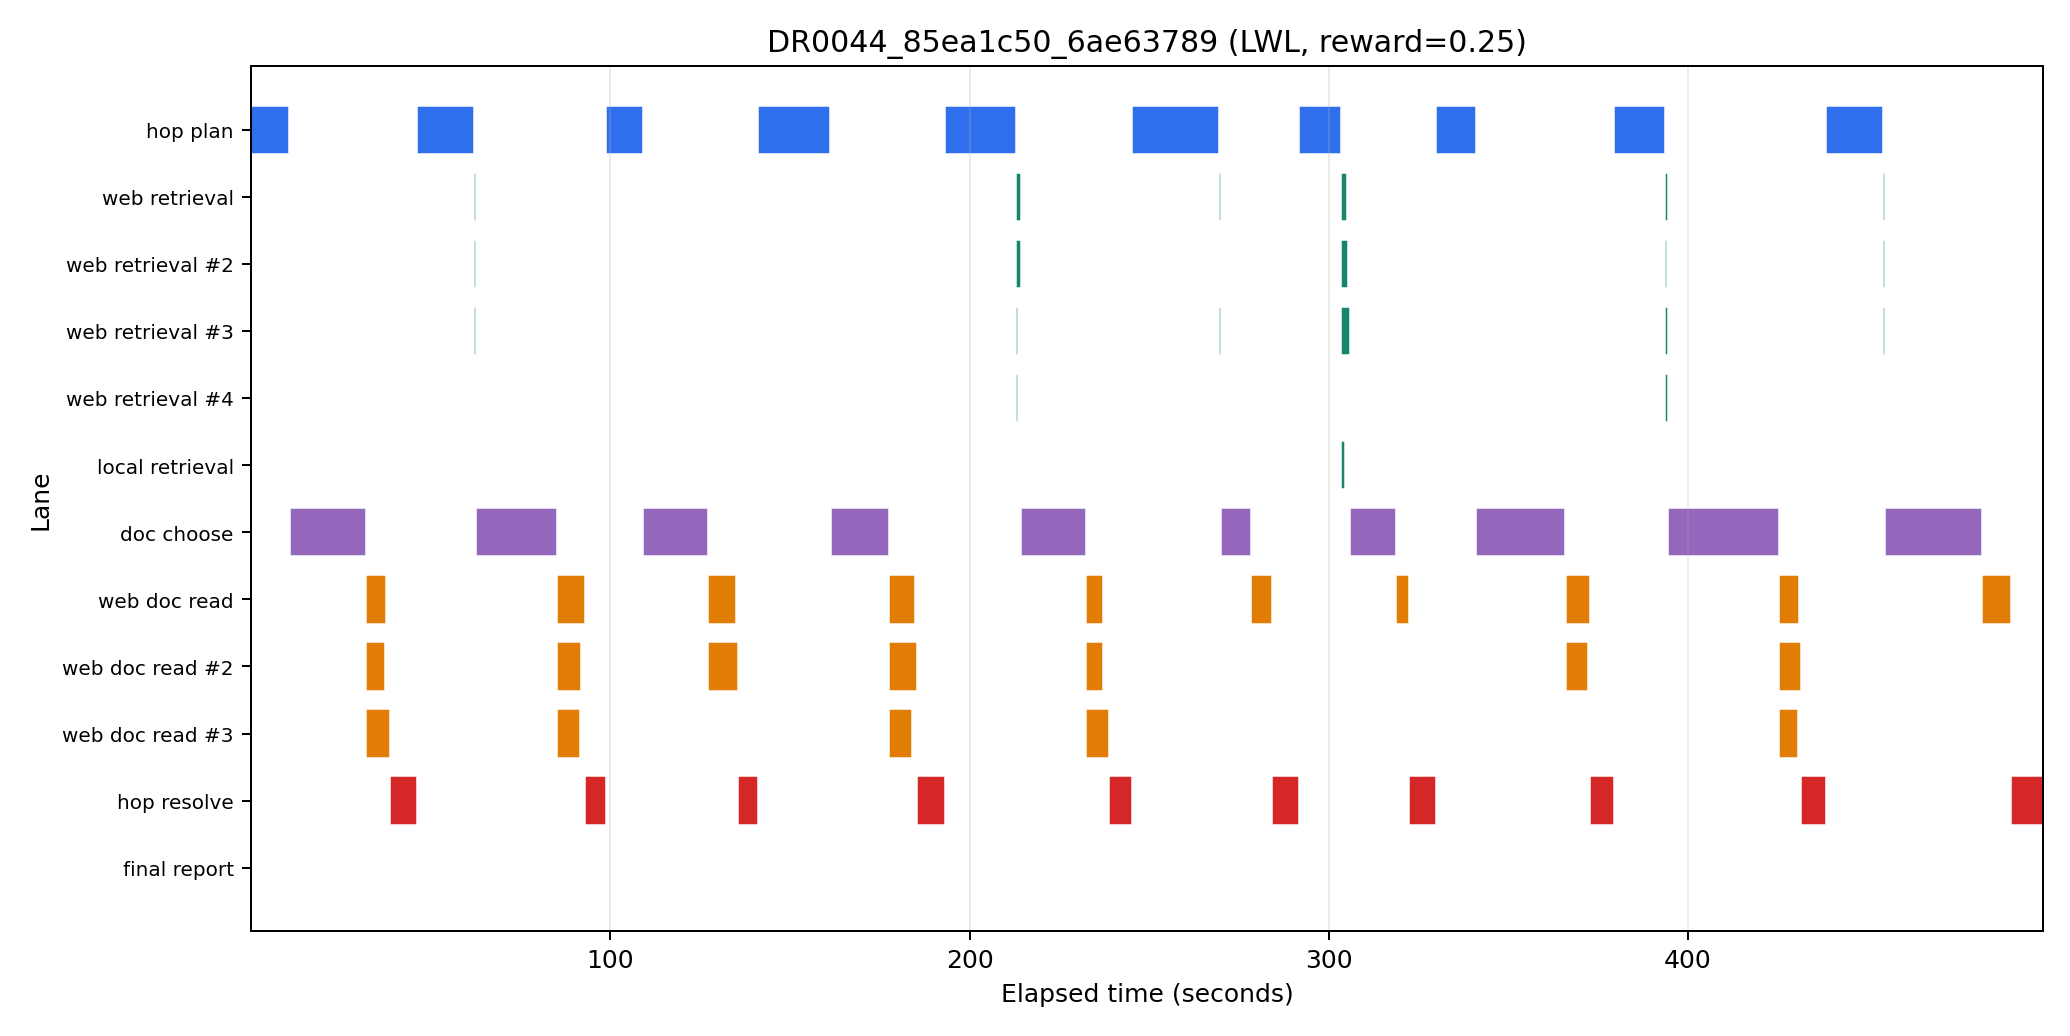 DR0044_85ea1c50_6ae63789 (LWL, reward=0.25)
hop plan
web retrieval
web retrieval #2
web retrieval #3
web retrieval #4
local retrieval
doc choose
web doc read
web doc read #2
web doc read #3
hop resolve
final report
Lane
100 200 300 400
Elapsed time (seconds)